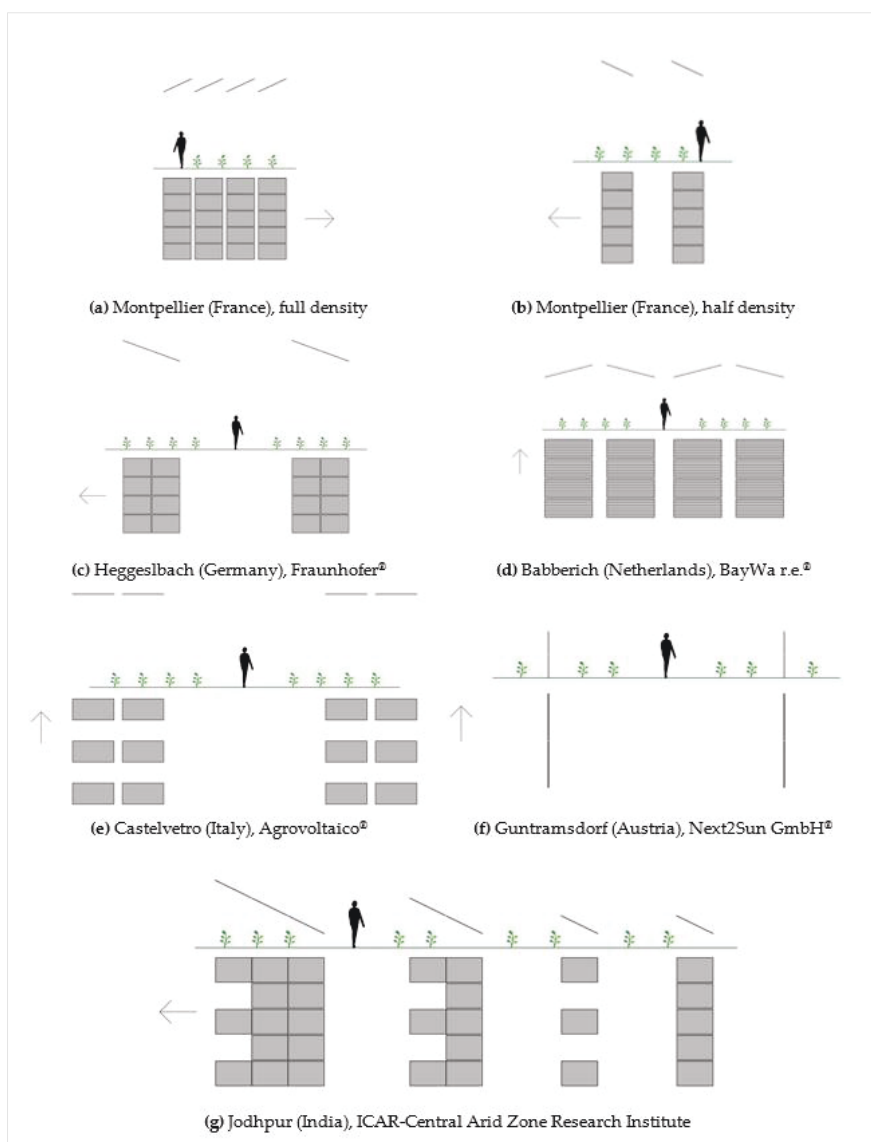 (a) Montpellier (France), full density
(b) Montpellier (France), half density
(c) Heggeslbach (Germany), Fraunhofer®
(d) Babberich (Netherlands), BayWa r.e.®
(e) Castelvetro (Italy), Agrovoltaico®
(f) Guntramsdorf (Austria), Next2Sun GmbH®
(g) Jodhpur (India), ICAR-Central Arid Zone Research Institute